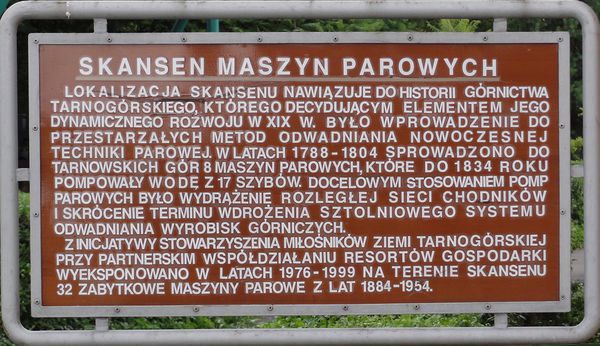 SKANSEN MASZYN PAROWYCH
LOKALIZACJA SKANSENU NAWIĄZUJE DO HISTORII GÓRNICTWA
TARNOGÓRSKIEGO, KTÓREGO DECYDUJĄCYM ELEMENTEM JEGO
DYNAMICZNEGO ROZWOJU W XIX W. BYŁO WPROWADZENIE DO
PRZESTARZAŁYCH METOD ODWADNIANIA NOWOCZESNEJ
TECHNIKI PAROWEJ. W LATACH 1788-1804 SPROWADZONO DO
TARNOWSKICH GÓR 8 MASZYN PAROWYCH, KTÓRE DO 1834 ROKU
POMPOWAŁY WODĘ Z 17 SZYBÓW. DOCELOWYM STOSOWANIEM POMP
PAROWYCH BYŁO WYDRĄŻENIE ROZLEGŁEJ SIECI CHODNIKÓW
I SKRÓCENIE TERMINU WDROŻENIA SZTOLNIOWEGO SYSTEMU
ODWADNIANIA WYROBISK GÓRNICZYCH.
Z INICJATYWY STOWARZYSZENIA MIŁOŚNIKÓW ZIEMI TARNOGÓRSKIEJ
PRZY PARTNERSKIM WSPÓŁDZIAŁANIU RESORTÓW GOSPODARKI
WYEKSPONOWANO W LATACH 1976-1999 NA TERENIE SKANSENU
32 ZABYTKOWE MASZYNY PAROWE Z LAT 1884-1954.